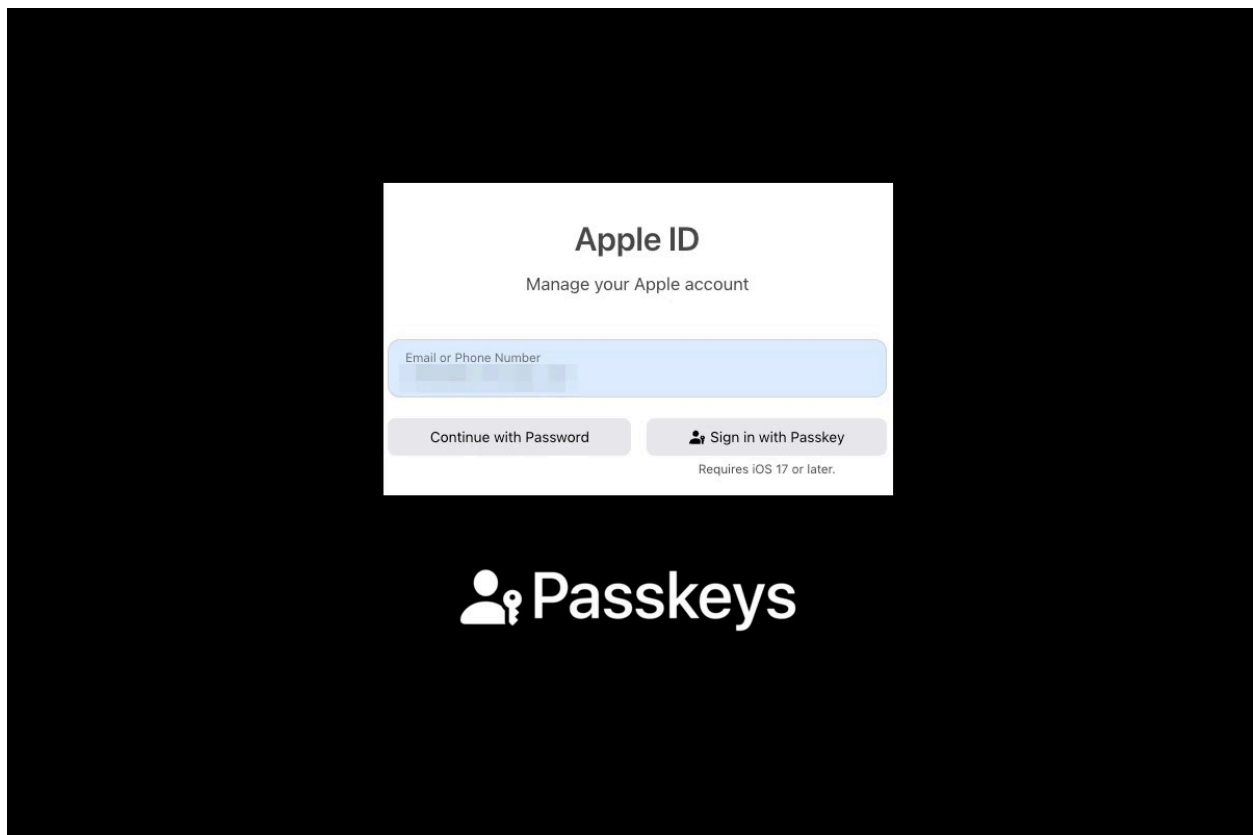 Apple ID
Manage your Apple account
Email or Phone Number
Continue with Password
Sign in with Passkey
Requires iOS 17 or later.
Passkeys